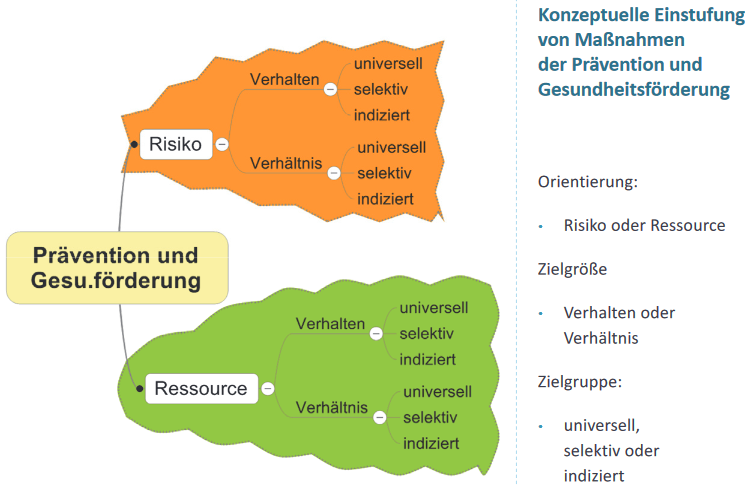 Konzeptuelle Einstufung
von Maßnahmen
der Prävention und
Gesundheitsförderung
Prävention und
Gesu.förderung
Risiko
Verhalten
universell
selektiv
indiziert
Verhältnis
universell
selektiv
indiziert
Ressource
Verhalten
universell
selektiv
indiziert
Verhältnis
universell
selektiv
indiziert
Orientierung:
• Risiko oder Ressource
Zielgröße
• Verhalten oder
Verhältnis
Zielgruppe:
• universell,
selektiv oder
indiziert